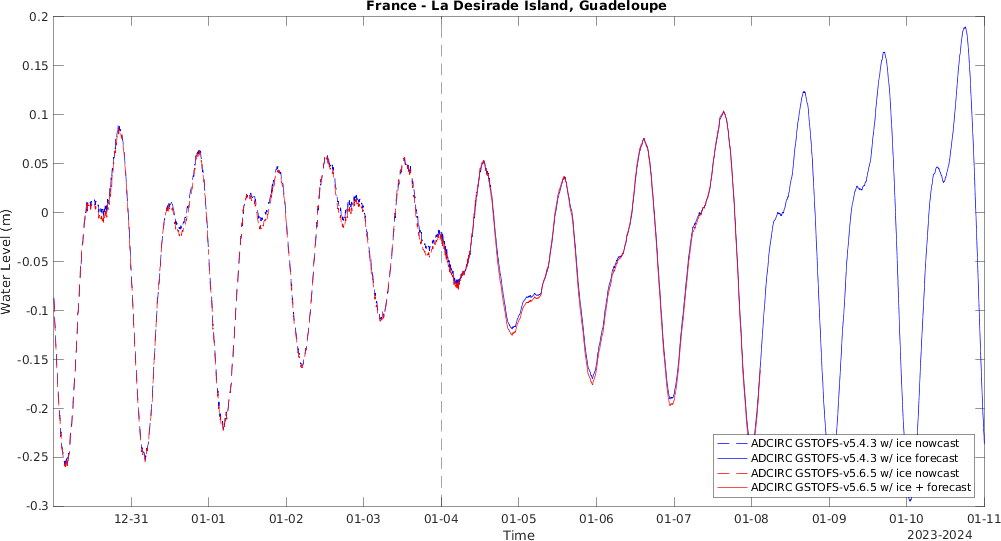 France - La Desirade Island, Guadeloupe
0.2
0.15
0.1
0.05
0
-0.05
-0.1
-0.15
-0.2
-0.25
-0.3
Water Level (m)
ADCIRC GSTOFS-v5.4.3 w/ ice nowcast
ADCIRC GSTOFS-v5.4.3 w/ ice forecast
ADCIRC GSTOFS-v5.6.5 w/ ice nowcast
ADCIRC GSTOFS-v5.6.5 w/ ice + forecast
12-31 01-01 01-02 01-03 01-04 01-05 01-06 01-07 01-08 01-09 01-10 01-11
Time
2023-2024